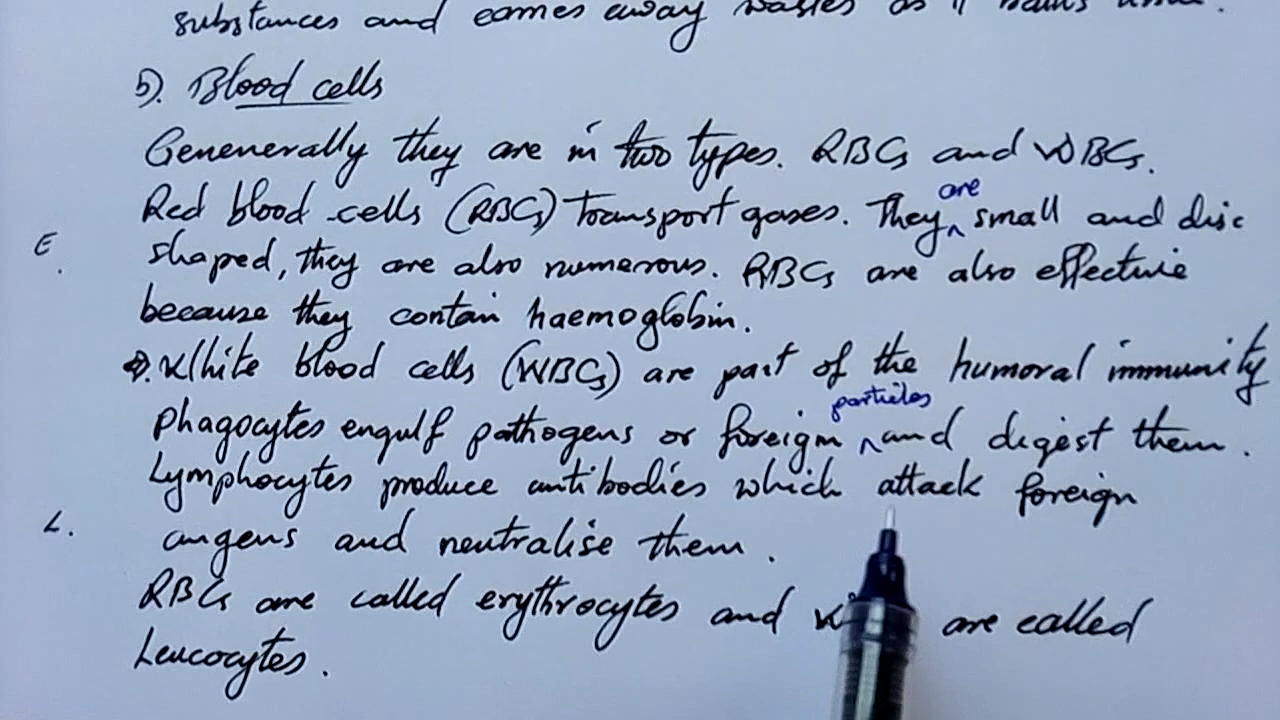 substances and carries away wastes as it
5). Blood cells
Genenerally they are in two types. RBCs and WBCs.
Red blood cells (RBCs) transport gases. They are small and disc
E.
shaped, they are also numerous. RBCs are also effective
because they contain haemoglobin.
White blood cells (WBCs) are part of the humoral immunity
phagocytes engulf pathogens or foreign particles and digest them.
Lymphocytes produce antibodies which attack foreign
L.
and neutralise them.
RBCs are called erythrocytes and are called
Leucocytes.